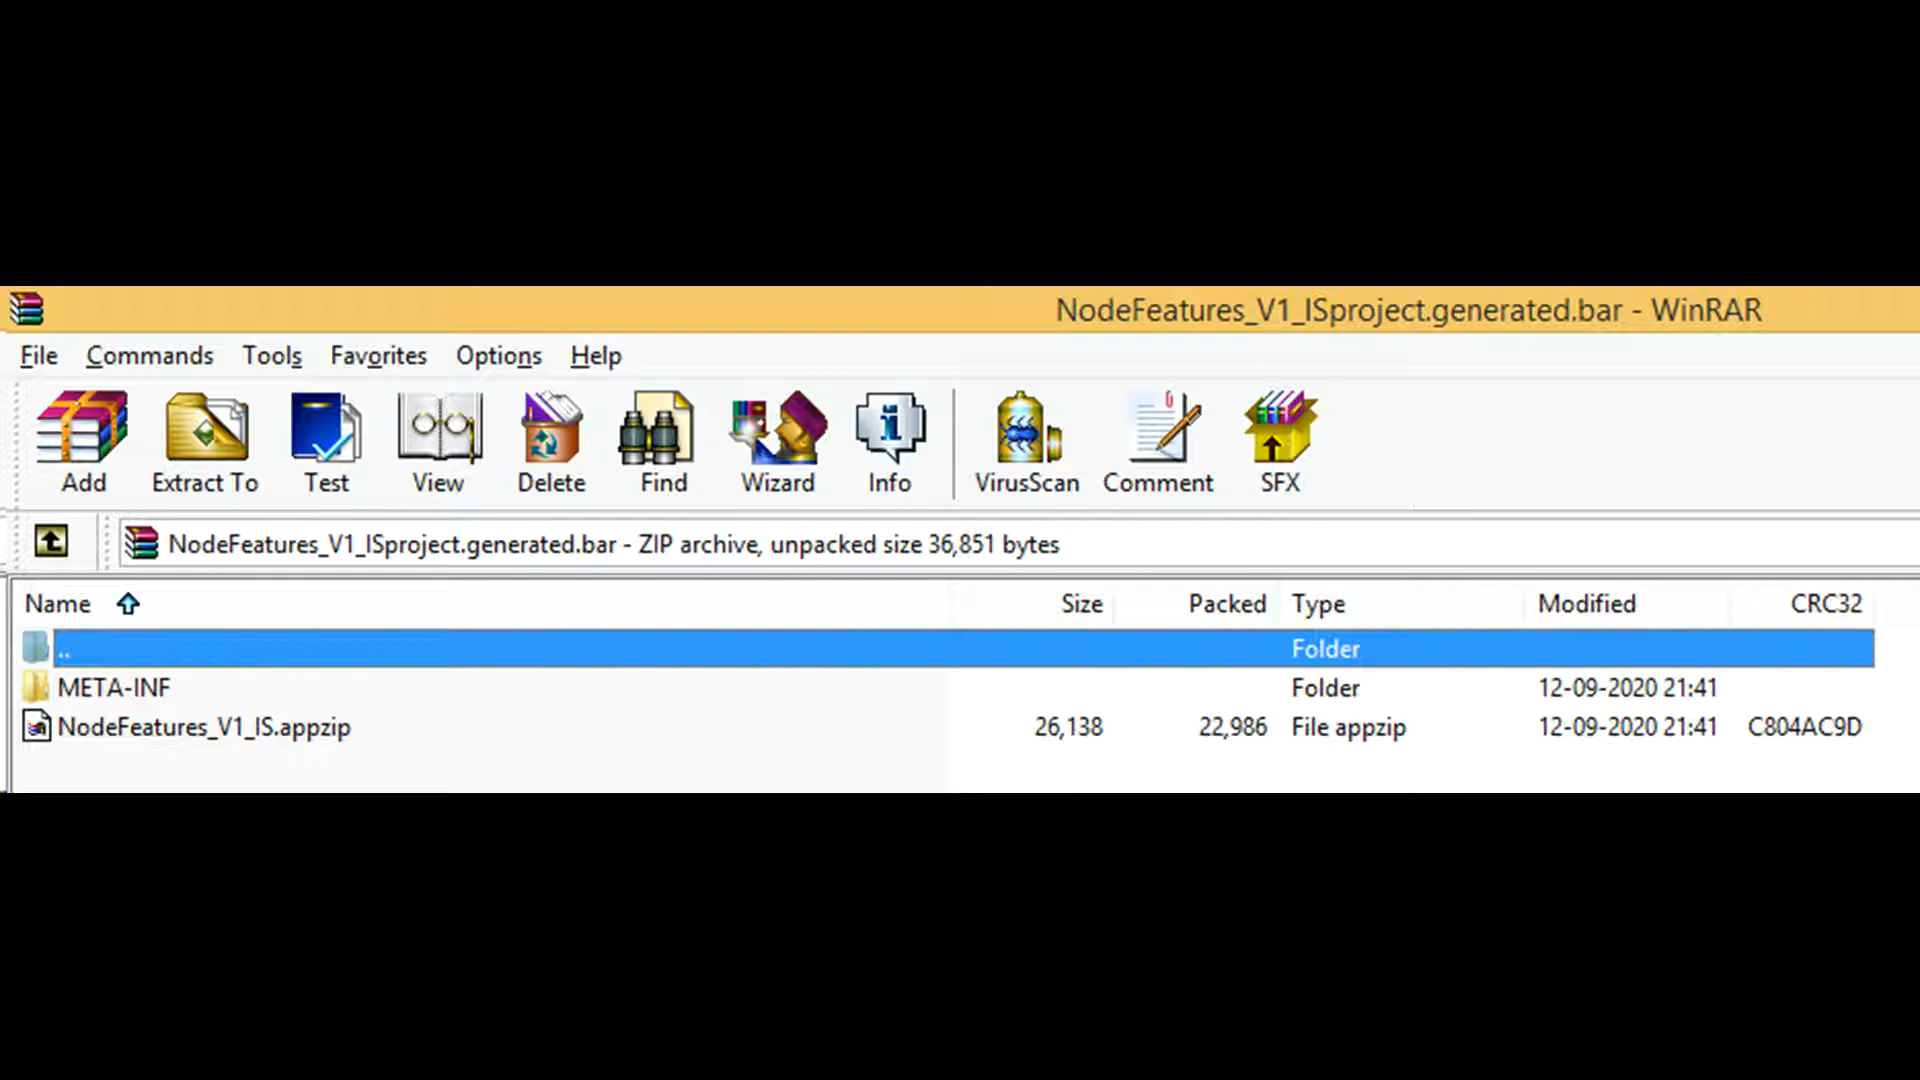 NodeFeatures_V1_ISproject.generated.bar - WinRAR
File Commands Tools Favorites Options Help
Add Extract To Test View Delete Find Wizard Info VirusScan Comment SFX
NodeFeatures_V1_ISproject.generated.bar - ZIP archive, unpacked size 36,851 bytes
Name Size Packed Type Modified CRC32
.. Folder
META-INF Folder 12-09-2020 21:41
NodeFeatures_V1_IS.appzip 26,138 22,986 File appzip 12-09-2020 21:41 C804AC9D